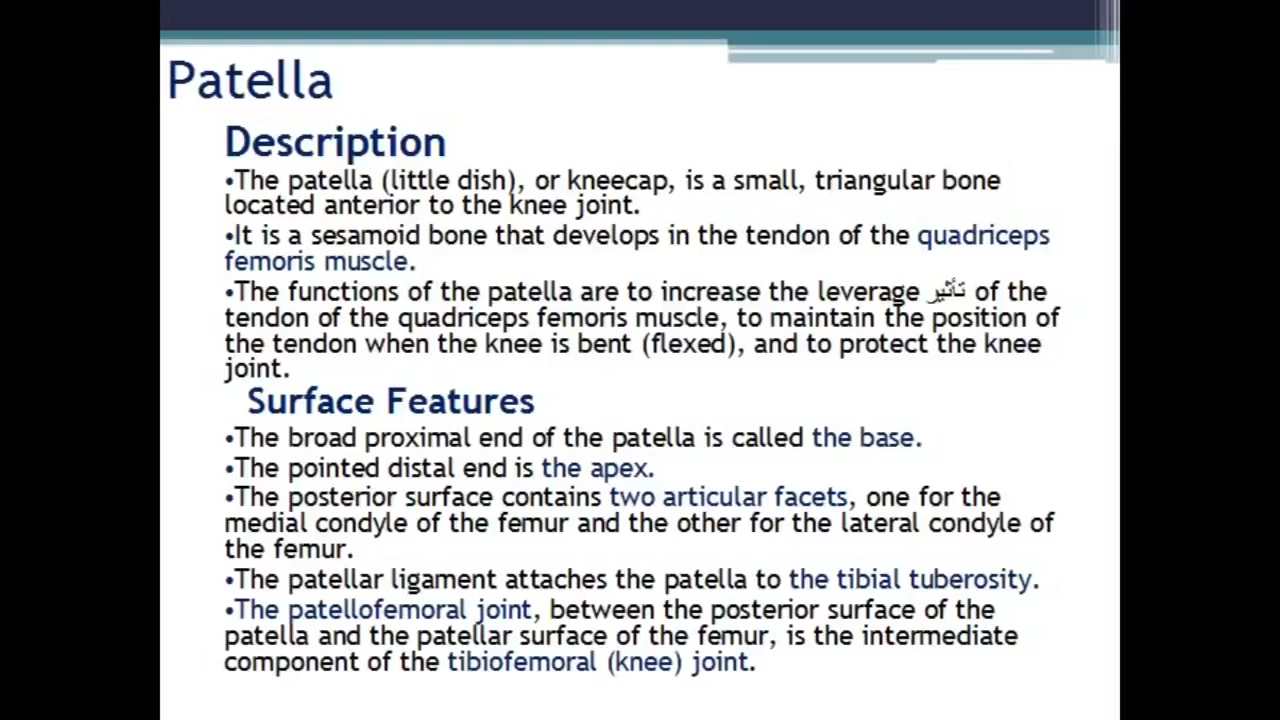 Patella
Description
•The patella (little dish), or kneecap, is a small, triangular bone
located anterior to the knee joint.
•It is a sesamoid bone that develops in the tendon of the quadriceps
femoris muscle.
•The functions of the patella are to increase the leverage تأثير of the
tendon of the quadriceps femoris muscle, to maintain the position of
the tendon when the knee is bent (flexed), and to protect the knee
joint.
Surface Features
•The broad proximal end of the patella is called the base.
•The pointed distal end is the apex.
•The posterior surface contains two articular facets, one for the
medial condyle of the femur and the other for the lateral condyle of
the femur.
•The patellar ligament attaches the patella to the tibial tuberosity.
•The patellofemoral joint, between the posterior surface of the
patella and the patellar surface of the femur, is the intermediate
component of the tibiofemoral (knee) joint.